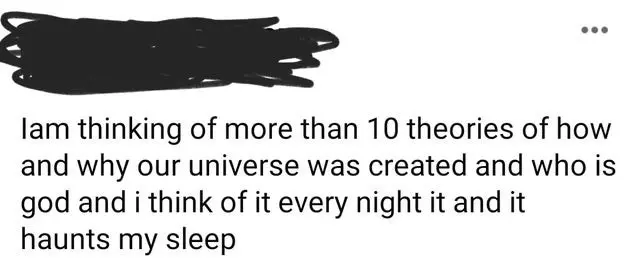 Iam thinking of more than 10 theories of how
and why our universe was created and who is
god and i think of it every night it and it
haunts my sleep